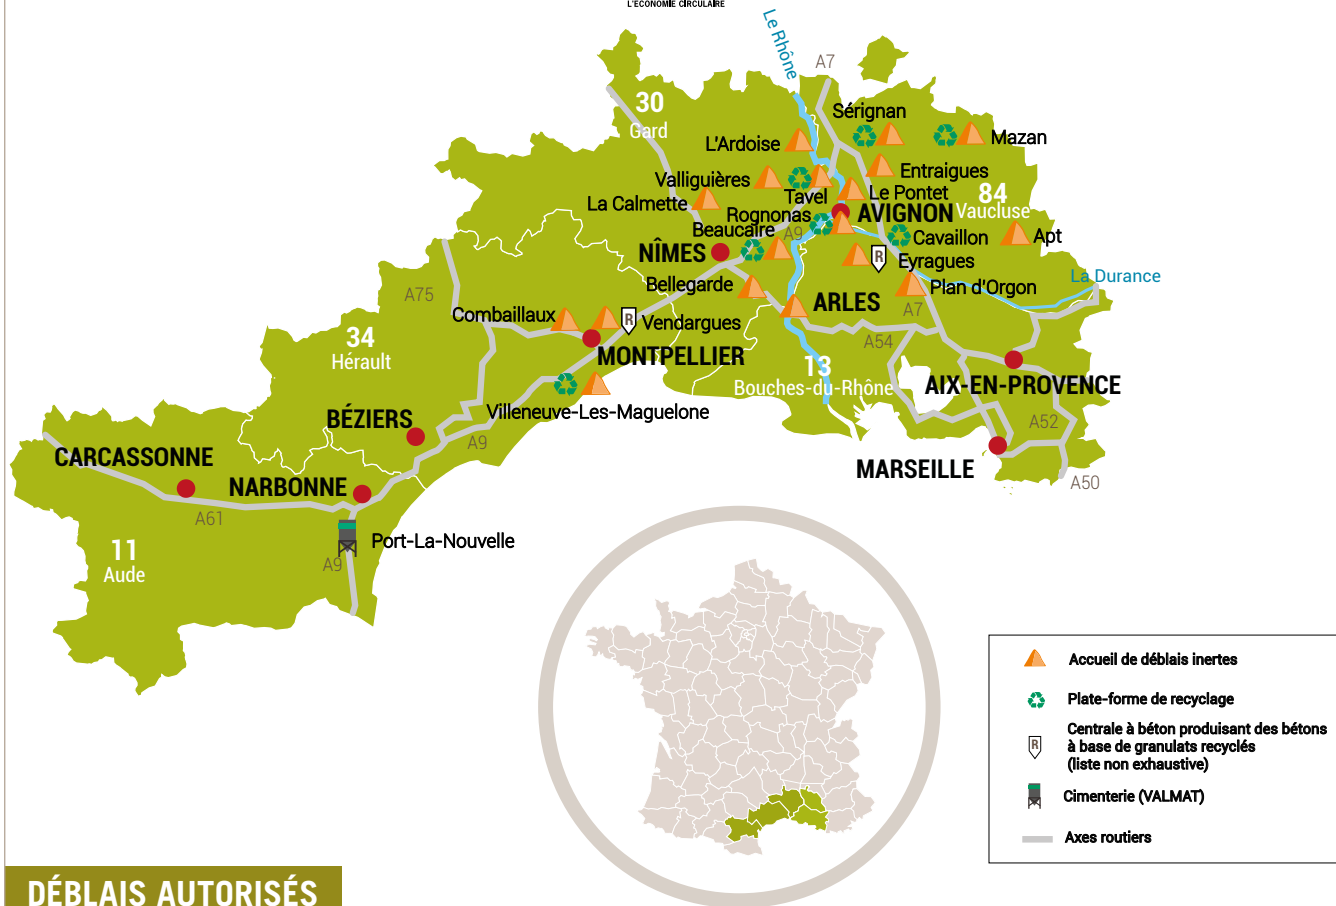 L'ÉCONOMIE CIRCULAIRE
Le Rhône
A7
30
Gard
Sérignan
Mazan
L'Ardoise
Entraigues
Valliguières
Tavel
Le Pontet
84
Vaucluse
La Calmette
Rognonas
AVIGNON
Beaucaire
A9
Cavaillon
Apt
NÎMES
R
Eyragues
La Durance
Bellegarde
Plan d'Orgon
A75
ARLES
A7
Combaillaux
R
Vendargues
34
Hérault
A54
MONTPELLIER
13
Bouches-du-Rhône
AIX-EN-PROVENCE
Villeneuve-Les-Maguelone
BÉZIERS
A9
A52
CARCASSONNE
MARSEILLE
NARBONNE
A50
A61
Port-La-Nouvelle
11
Aude
A9
Accueil de déblais inertes
Plate-forme de recyclage
R
Centrale à béton produisant des bétons
à base de granulats recyclés
(liste non exhaustive)
Cimenterie (VALMAT)
Axes routiers
DÉBLAIS AUTORISÉS